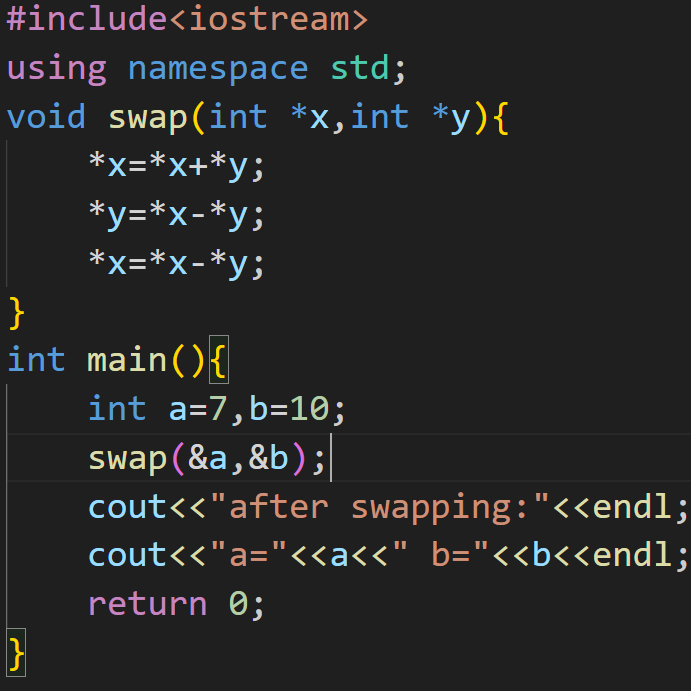 #include<iostream>
using namespace std;
void swap(int *x,int *y){
    *x=*x+*y;
    *y=*x-*y;
    *x=*x-*y;
}
int main(){
    int a=7,b=10;
    swap(&a,&b);
    cout<<"after swapping:"<<endl;
    cout<<"a="<<a<<" b="<<b<<endl;
    return 0;
}